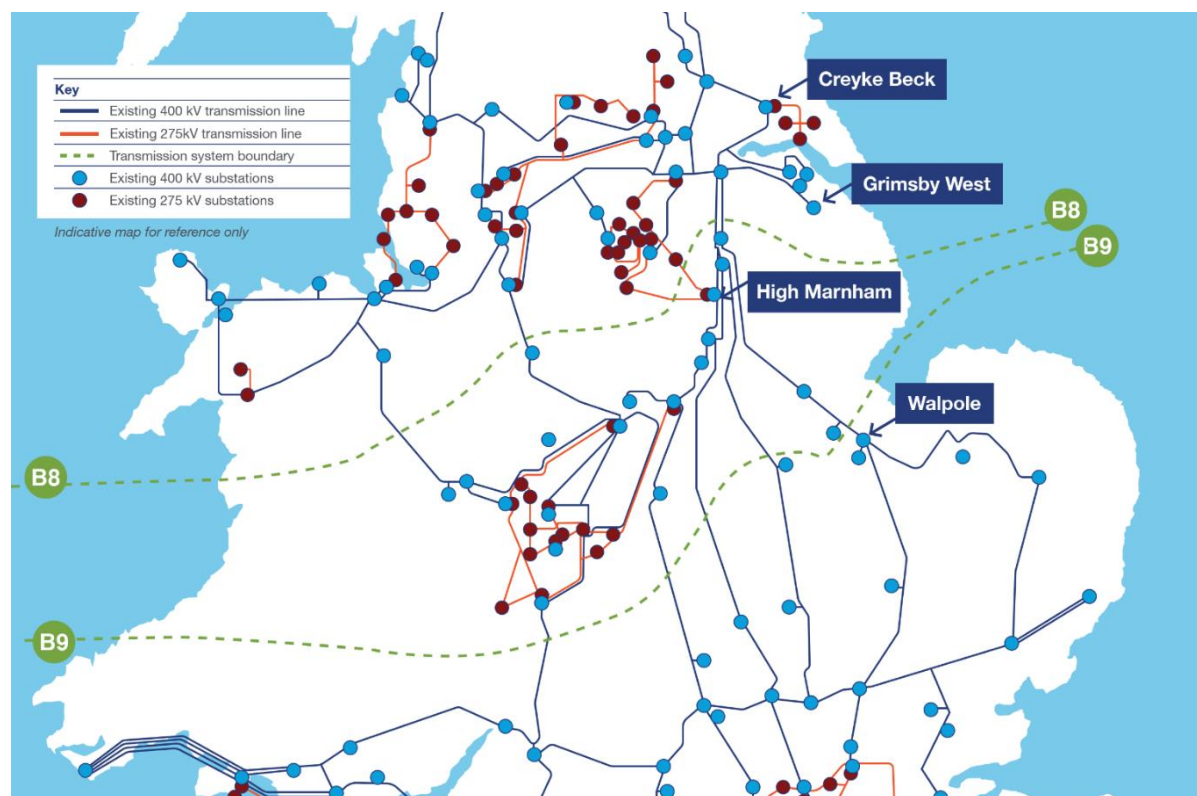 Key
Existing 400 kV transmission line
Existing 275kV transmission line
Transmission system boundary
Existing 400 kV substations
Existing 275 kV substations
Indicative map for reference only
Creyke Beck
Grimsby West
B8
B9
High Marnham
Walpole
B8
B9